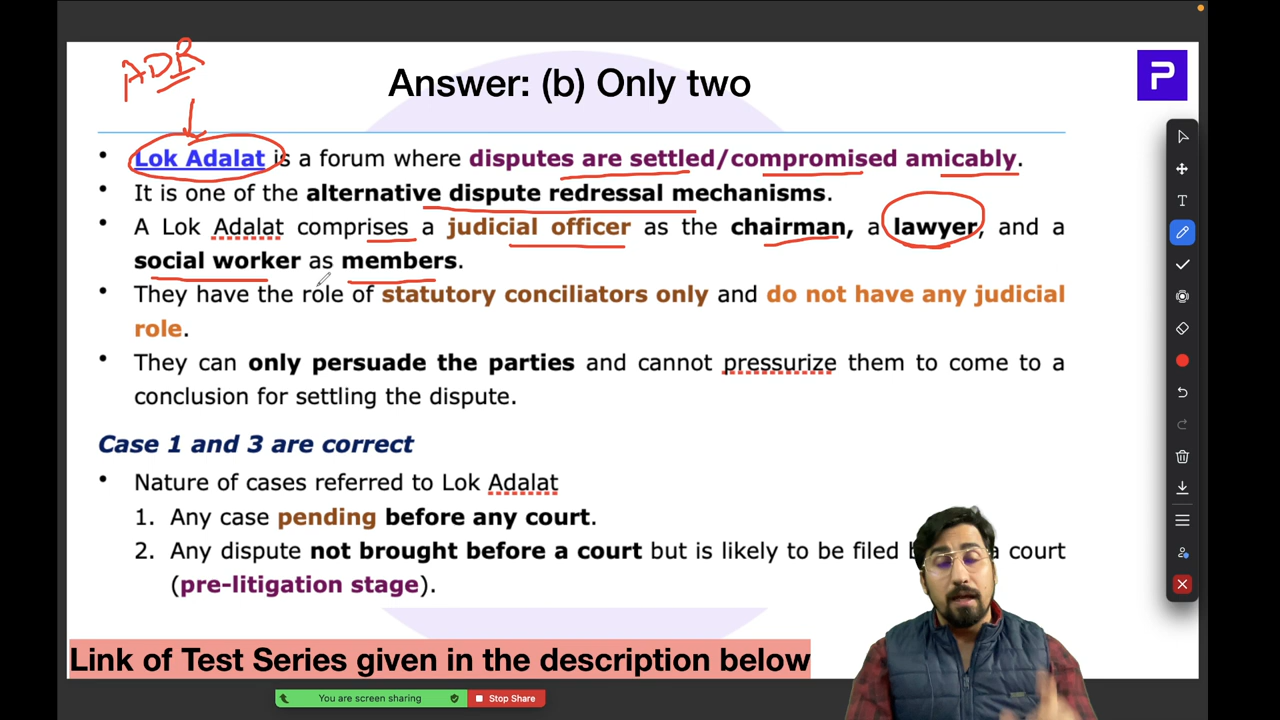 ADR
Answer: (b) Only two
P
• Lok Adalat is a forum where disputes are settled/compromised amicably.
• It is one of the alternative dispute redressal mechanisms.
• A Lok Adalat comprises a judicial officer as the chairman, a lawyer, and a
social worker as members.
• They have the role of statutory conciliators only and do not have any judicial
role.
• They can only persuade the parties and cannot pressurize them to come to a
conclusion for settling the dispute.
Case 1 and 3 are correct
• Nature of cases referred to Lok Adalat
1. Any case pending before any court.
2. Any dispute not brought before a court but is likely to be filed a court
(pre-litigation stage).
Link of Test Series given in the description below
You are screen sharing Stop Share